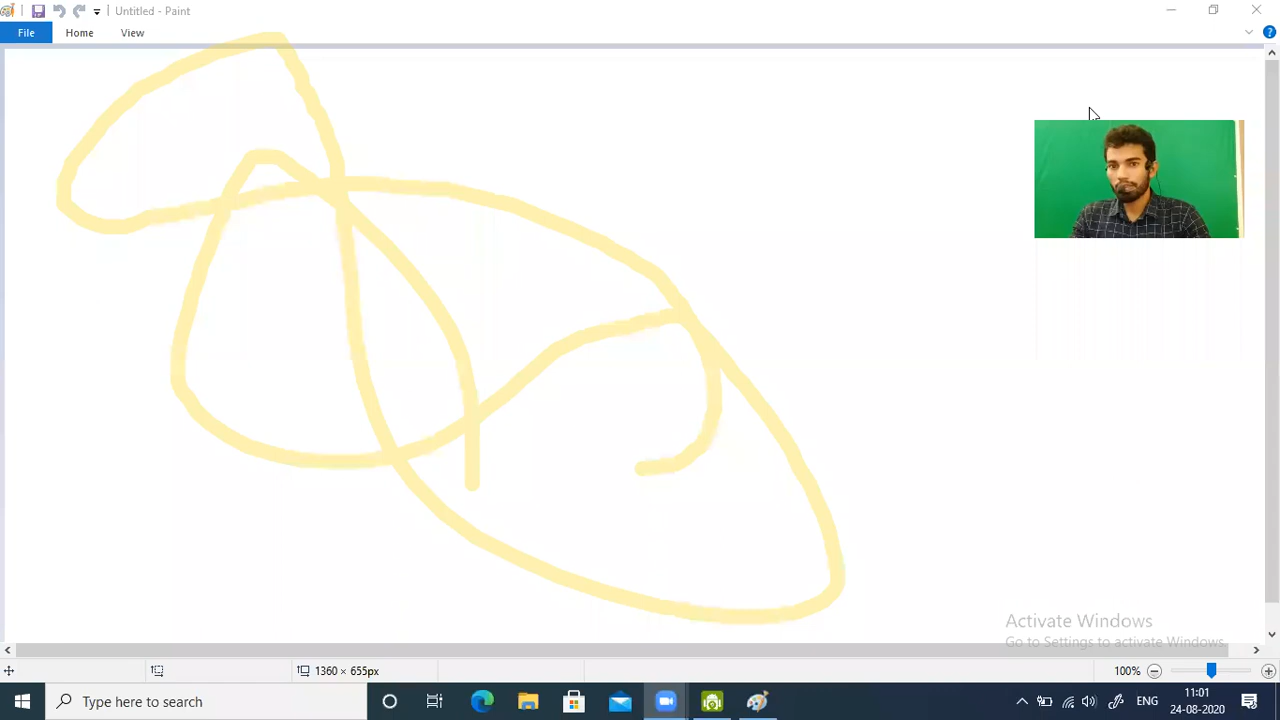 Untitled - Paint
File Home View
Activate Windows
Go to Settings to activate Windows.
1360 × 655px 100%
Type here to search
ENG
11:01
24-08-2020